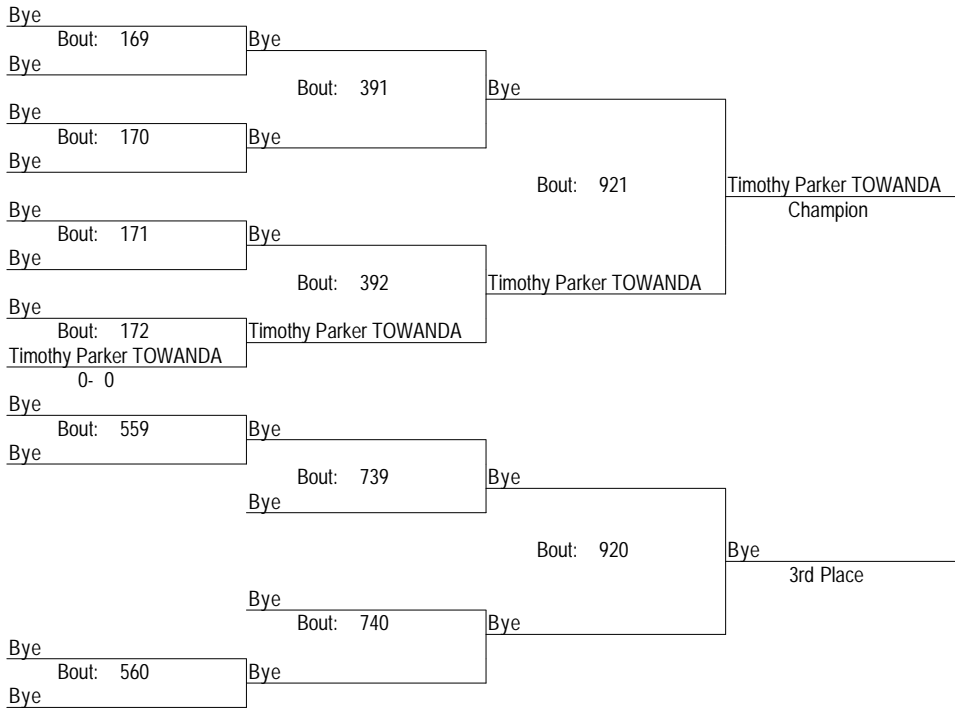 Bye
Bout: 169
Bye
Bye
Bout: 391
Bye
Bye
Bout: 170
Bye
Bye
Bout: 921
Timothy Parker TOWANDA
Champion
Bye
Bout: 171
Bye
Bye
Bout: 392
Timothy Parker TOWANDA
Bye
Bout: 172
Timothy Parker TOWANDA
Timothy Parker TOWANDA
0- 0
Bye
Bout: 559
Bye
Bye
Bout: 739
Bye
Bye
Bout: 920
Bye
3rd Place
Bye
Bout: 740
Bye
Bye
Bout: 560
Bye
Bye